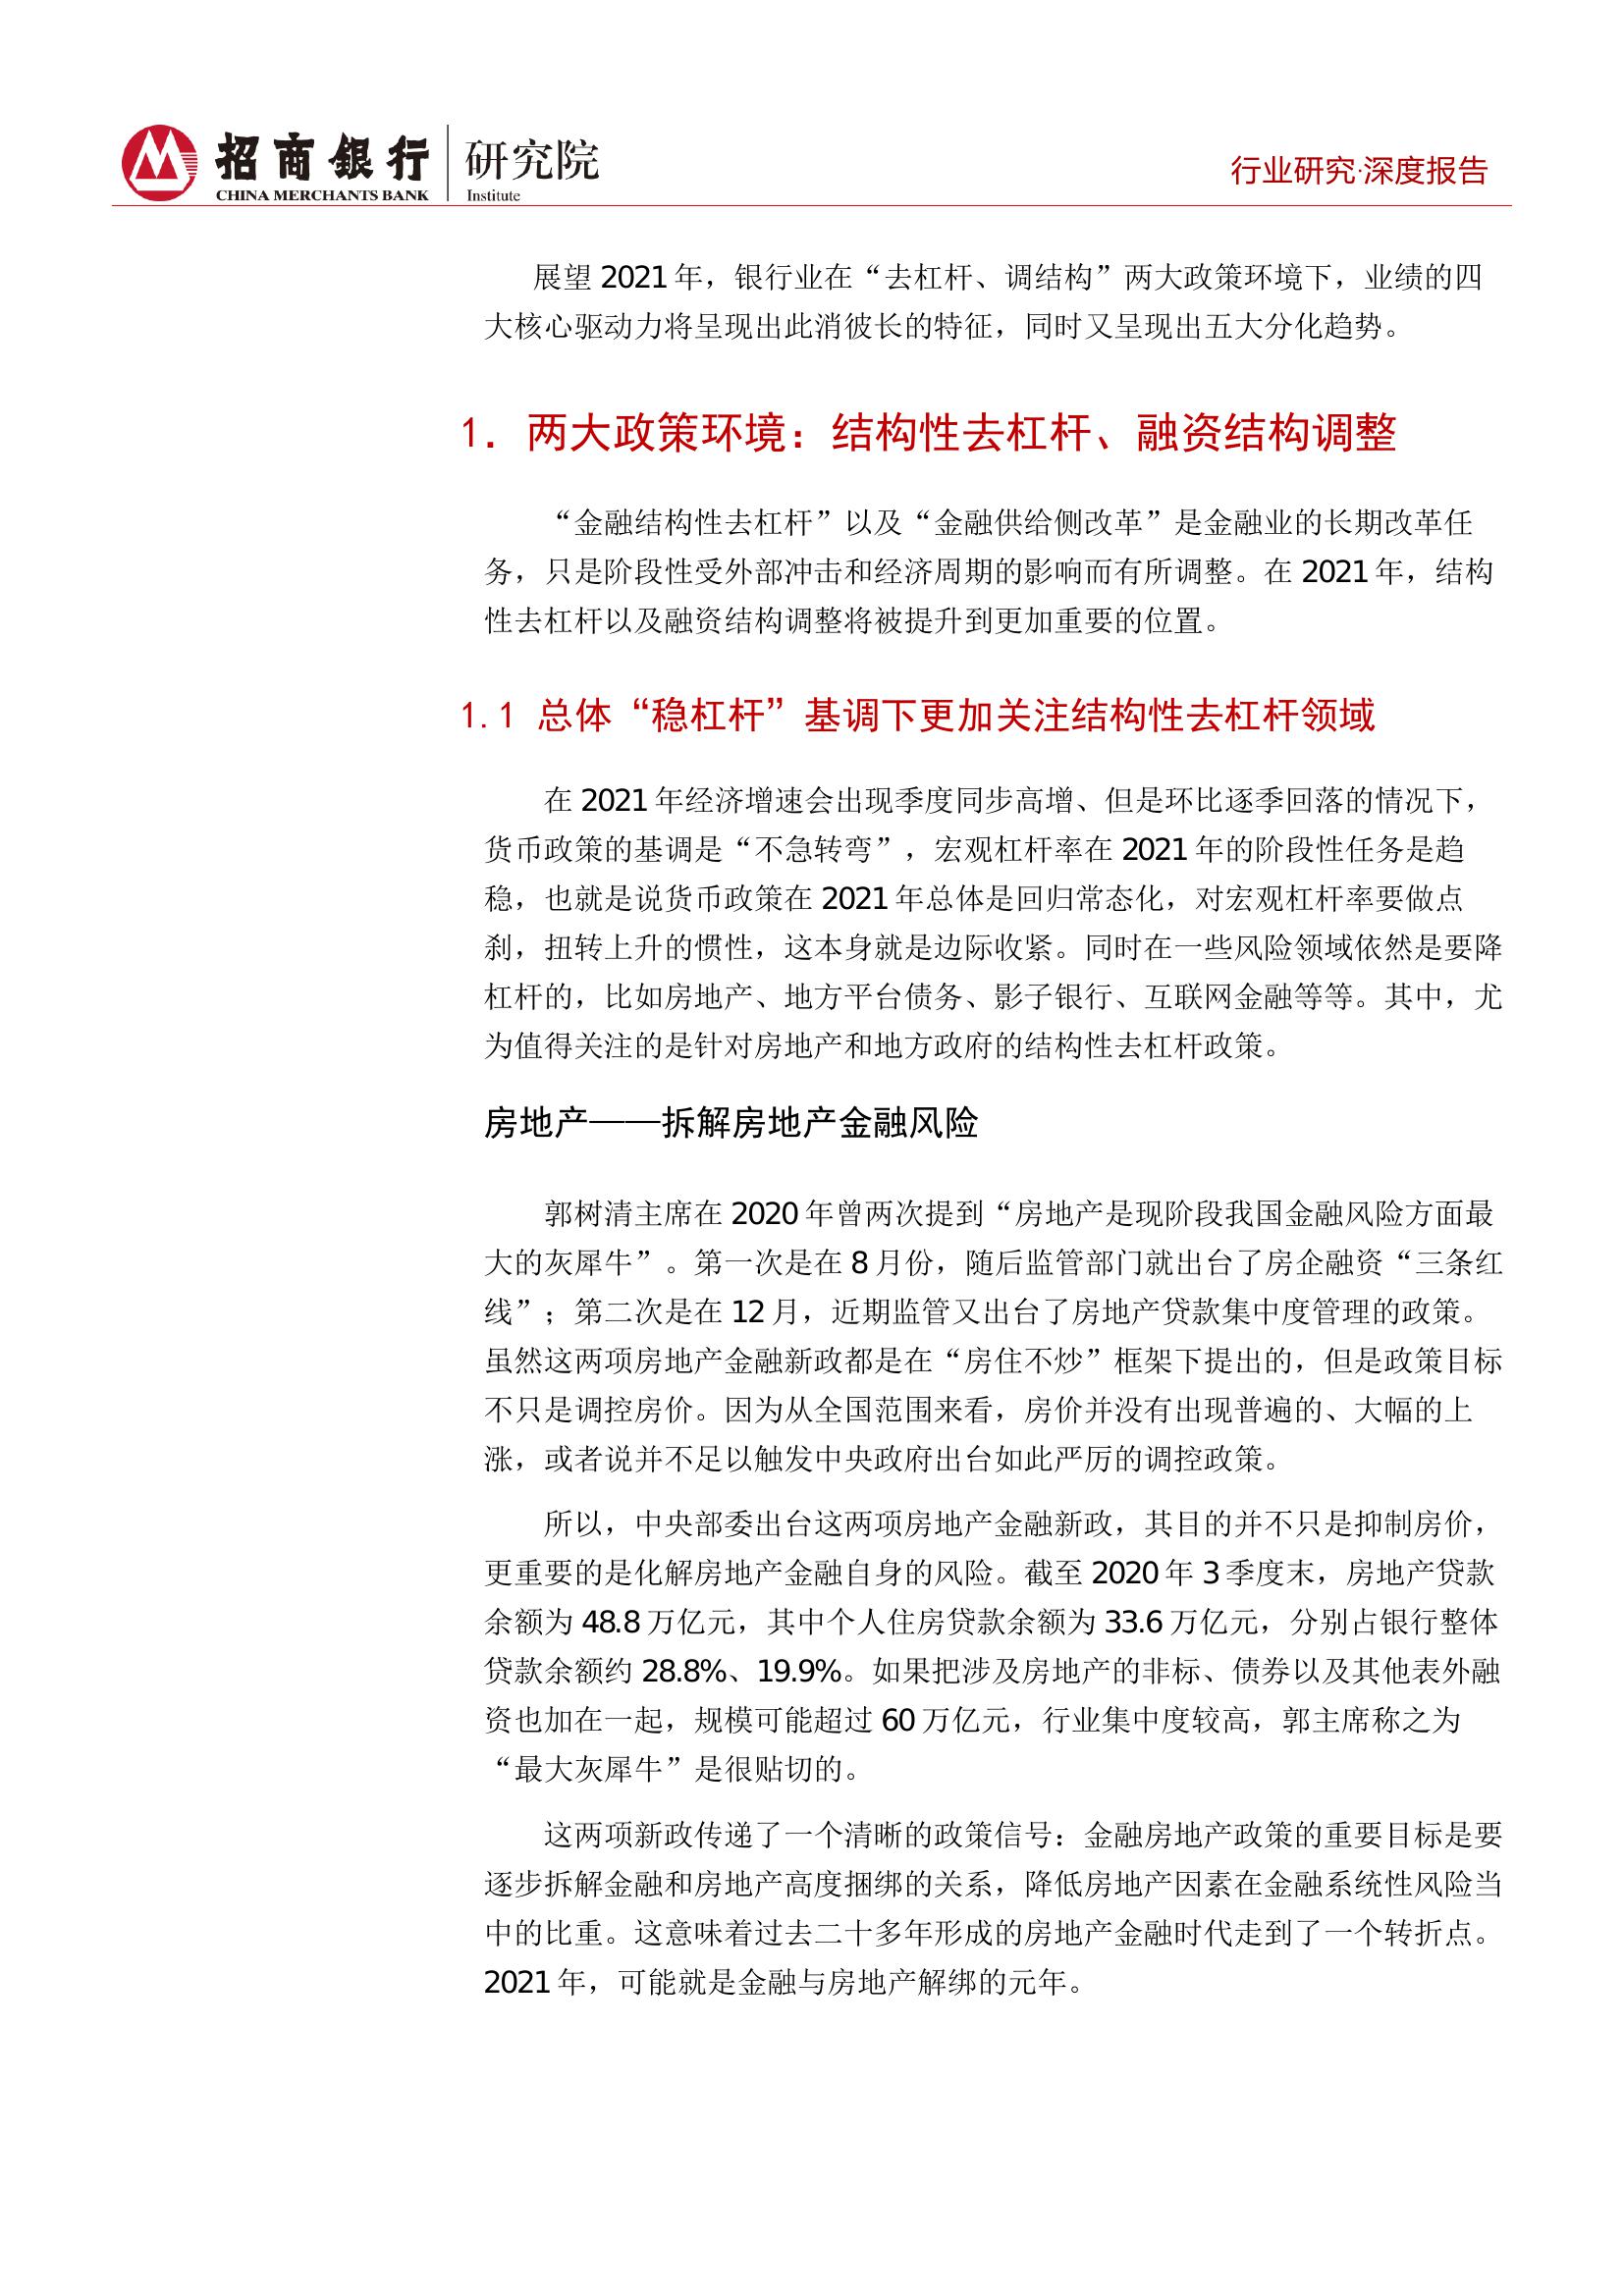 招商银行
CHINA MERCHANTS BANK
研究院
Institute
行业研究·深度报告
展望 2021 年，银行业在“去杠杆、调结构”两大政策环境下，业绩的四
大核心驱动力将呈现出此消彼长的特征，同时又呈现出五大分化趋势。
1. 两大政策环境：结构性去杠杆、融资结构调整
“金融结构性去杠杆”以及“金融供给侧改革”是金融业的长期改革任
务，只是阶段性受外部冲击和经济周期的影响而有所调整。在 2021 年，结构
性去杠杆以及融资结构调整将被提升到更加重要的位置。
1.1 总体“稳杠杆”基调下更加关注结构性去杠杆领域
在 2021 年经济增速会出现季度同步高增、但是环比逐季回落的情况下，
货币政策的基调是“不急转弯”，宏观杠杆率在 2021 年的阶段性任务是趋
稳，也就是说货币政策在 2021 年总体是回归常态化，对宏观杠杆率要做点
刹，扭转上升的惯性，这本身就是边际收紧。同时在一些风险领域依然是要降
杠杆的，比如房地产、地方平台债务、影子银行、互联网金融等等。其中，尤
为值得关注的是针对房地产和地方政府的结构性去杠杆政策。
房地产——拆解房地产金融风险
郭树清主席在 2020 年曾两次提到“房地产是现阶段我国金融风险方面最
大的灰犀牛”。第一次是在 8 月份，随后监管部门就出台了房企融资“三条红
线”；第二次是在 12 月，近期监管又出台了房地产贷款集中度管理的政策。
虽然这两项房地产金融新政都是在“房住不炒”框架下提出的，但是政策目标
不只是调控房价。因为从全国范围来看，房价并没有出现普遍的、大幅的上
涨，或者说并不足以触发中央政府出台如此严厉的调控政策。
所以，中央部委出台这两项房地产金融新政，其目的并不只是抑制房价，
更重要的是化解房地产金融自身的风险。截至 2020 年 3 季度末，房地产贷款
余额为 48.8 万亿元，其中个人住房贷款余额为 33.6 万亿元，分别占银行整体
贷款余额约 28.8%、19.9%。如果把涉及房地产的非标、债券以及其他表外融
资也加在一起，规模可能超过 60 万亿元，行业集中度较高，郭主席称之为
“最大灰犀牛”是很贴切的。
这两项新政传递了一个清晰的政策信号：金融房地产政策的重要目标是要
逐步拆解金融和房地产高度捆绑的关系，降低房地产因素在金融系统性风险当
中的比重。这意味着过去二十多年形成的房地产金融时代走到了一个转折点。
2021 年，可能就是金融与房地产解绑的元年。